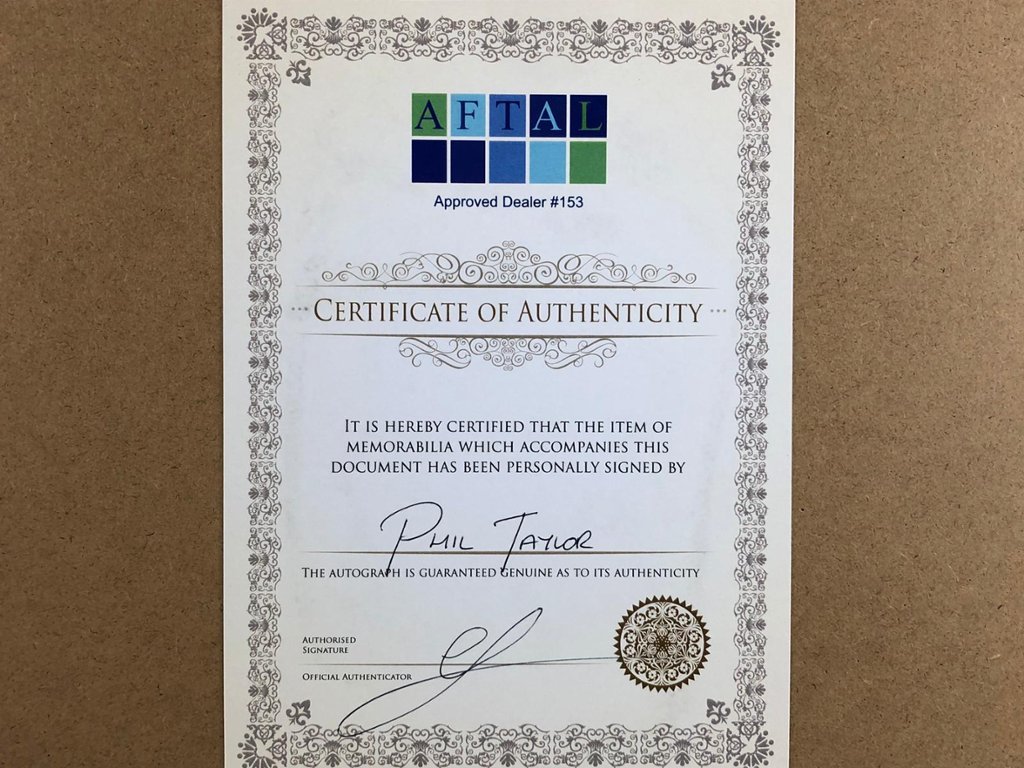 AFTAL
Approved Dealer #153
CERTIFICATE OF AUTHENTICITY
IT IS HEREBY CERTIFIED THAT THE ITEM OF
MEMORABILIA WHICH ACCOMPANIES THIS
DOCUMENT HAS BEEN PERSONALLY SIGNED BY
PHIL TAYLOR
THE AUTOGRAPH IS GUARANTEED GENUINE AS TO ITS AUTHENTICITY
AUTHORISED
SIGNATURE
OFFICIAL AUTHENTICATOR